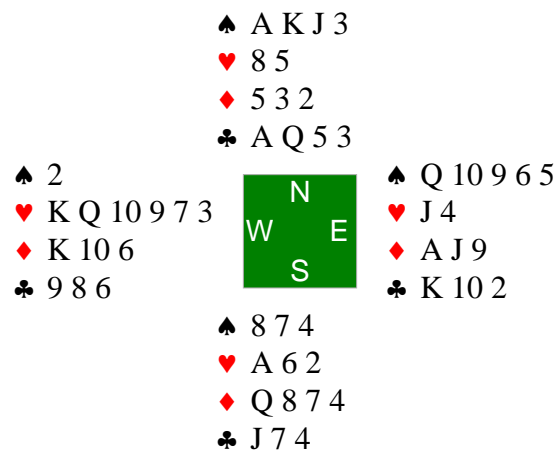 ♠ A K J 3
♥ 8 5
♦ 5 3 2
♣ A Q 5 3
♠ 2
♥ K Q 10 9 7 3
♦ K 10 6
♣ 9 8 6
N
W E
S
♠ Q 10 9 6 5
♥ J 4
♦ A J 9
♣ K 10 2
♠ 8 7 4
♥ A 6 2
♦ Q 8 7 4
♣ J 7 4